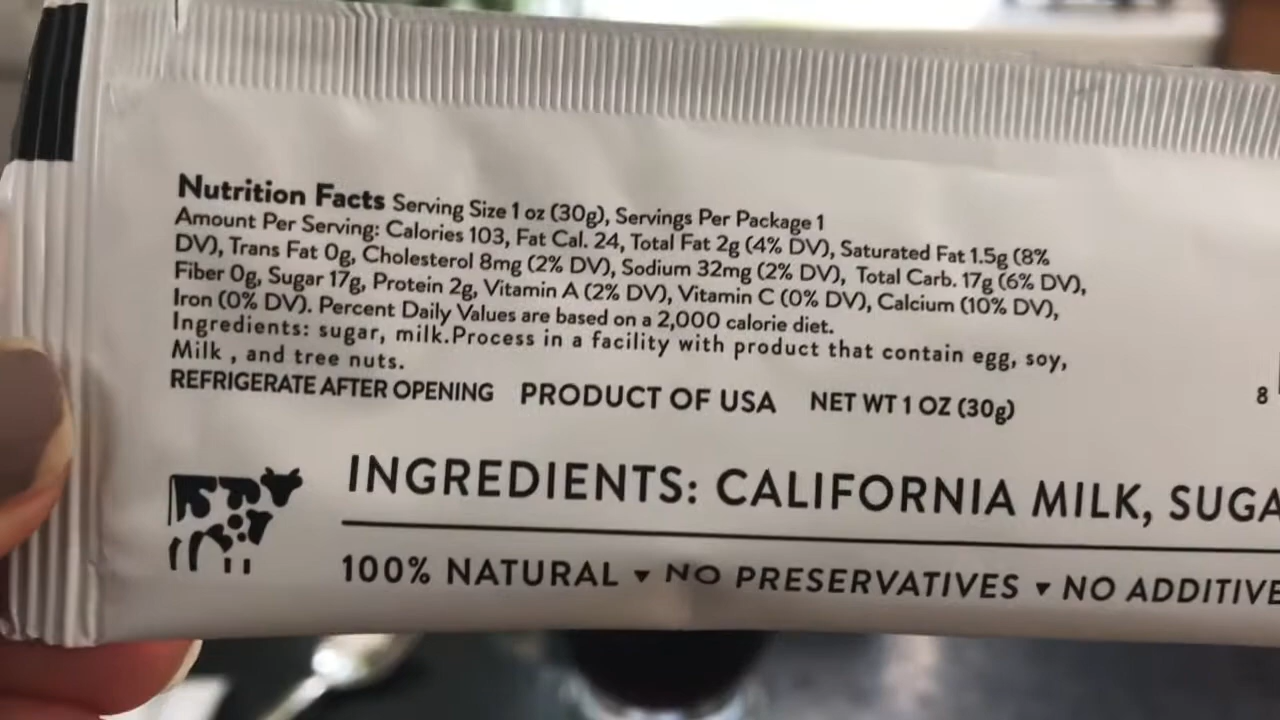 Nutrition Facts Serving Size 1 oz (30g), Servings Per Package 1
Amount Per Serving: Calories 103, Fat Cal. 24, Total Fat 2g (4% DV), Saturated Fat 1.5g (8%
DV), Trans Fat 0g, Cholesterol 8mg (2% DV), Sodium 32mg (2% DV), Total Carb. 17g (6% DV),
Fiber 0g, Sugar 17g, Protein 2g, Vitamin A (2% DV), Vitamin C (0% DV), Calcium (10% DV),
Iron (0% DV). Percent Daily Values are based on a 2,000 calorie diet.
Ingredients: sugar, milk.Process in a facility with product that contain egg, soy,
Milk , and tree nuts.
REFRIGERATE AFTER OPENING PRODUCT OF USA NET WT 1 OZ (30g)
8
INGREDIENTS: CALIFORNIA MILK, SUGA
100% NATURAL ▾ NO PRESERVATIVES ▾ NO ADDITIVE